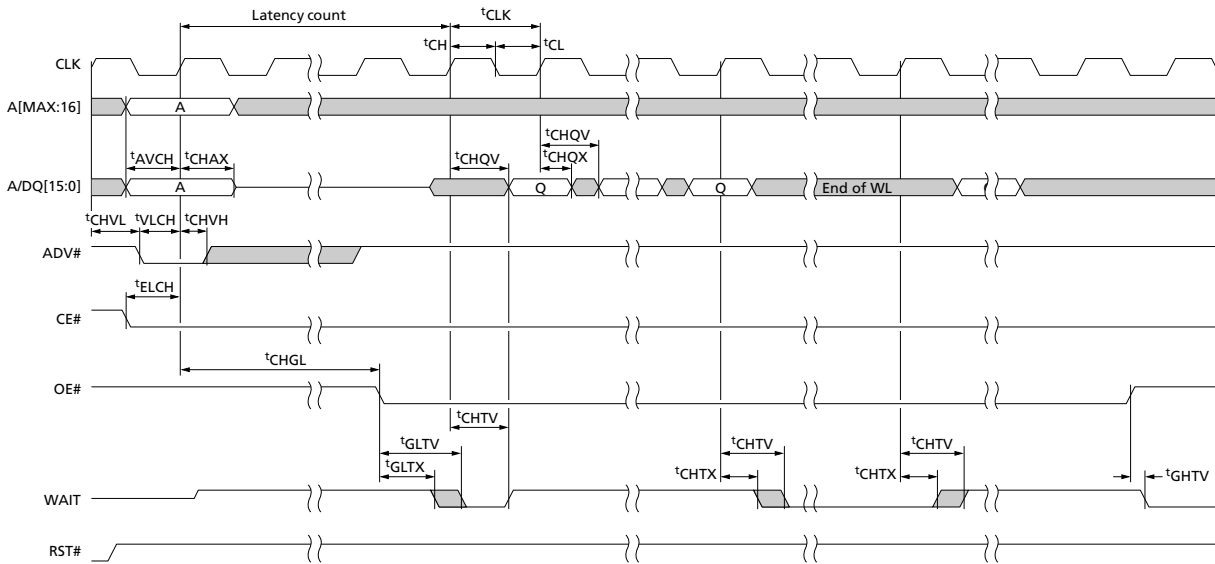 Latency count
tCLK
tCH
tCL
CLK
A[MAX:16]
A
tCHQV
tAVCH
tCHAX
tCHQV
tCHQX
A/DQ[15:0]
A
Q
Q
End of WL
tCHVL
tVLCH
tCHVH
ADV#
tELCH
CE#
tCHGL
OE#
tCHTV
tGLTV
tCHTV
tCHTV
tGLTX
tCHTX
tCHTX
tGHTV
WAIT
RST#